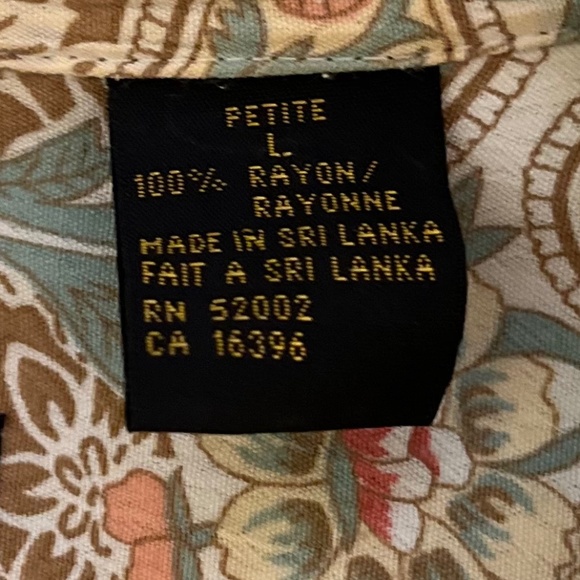 PETITE
L
100% RAYON/
RAYONNE
MADE IN SRI LANKA
FAIT A SRI LANKA
RN 52002
CA 16396